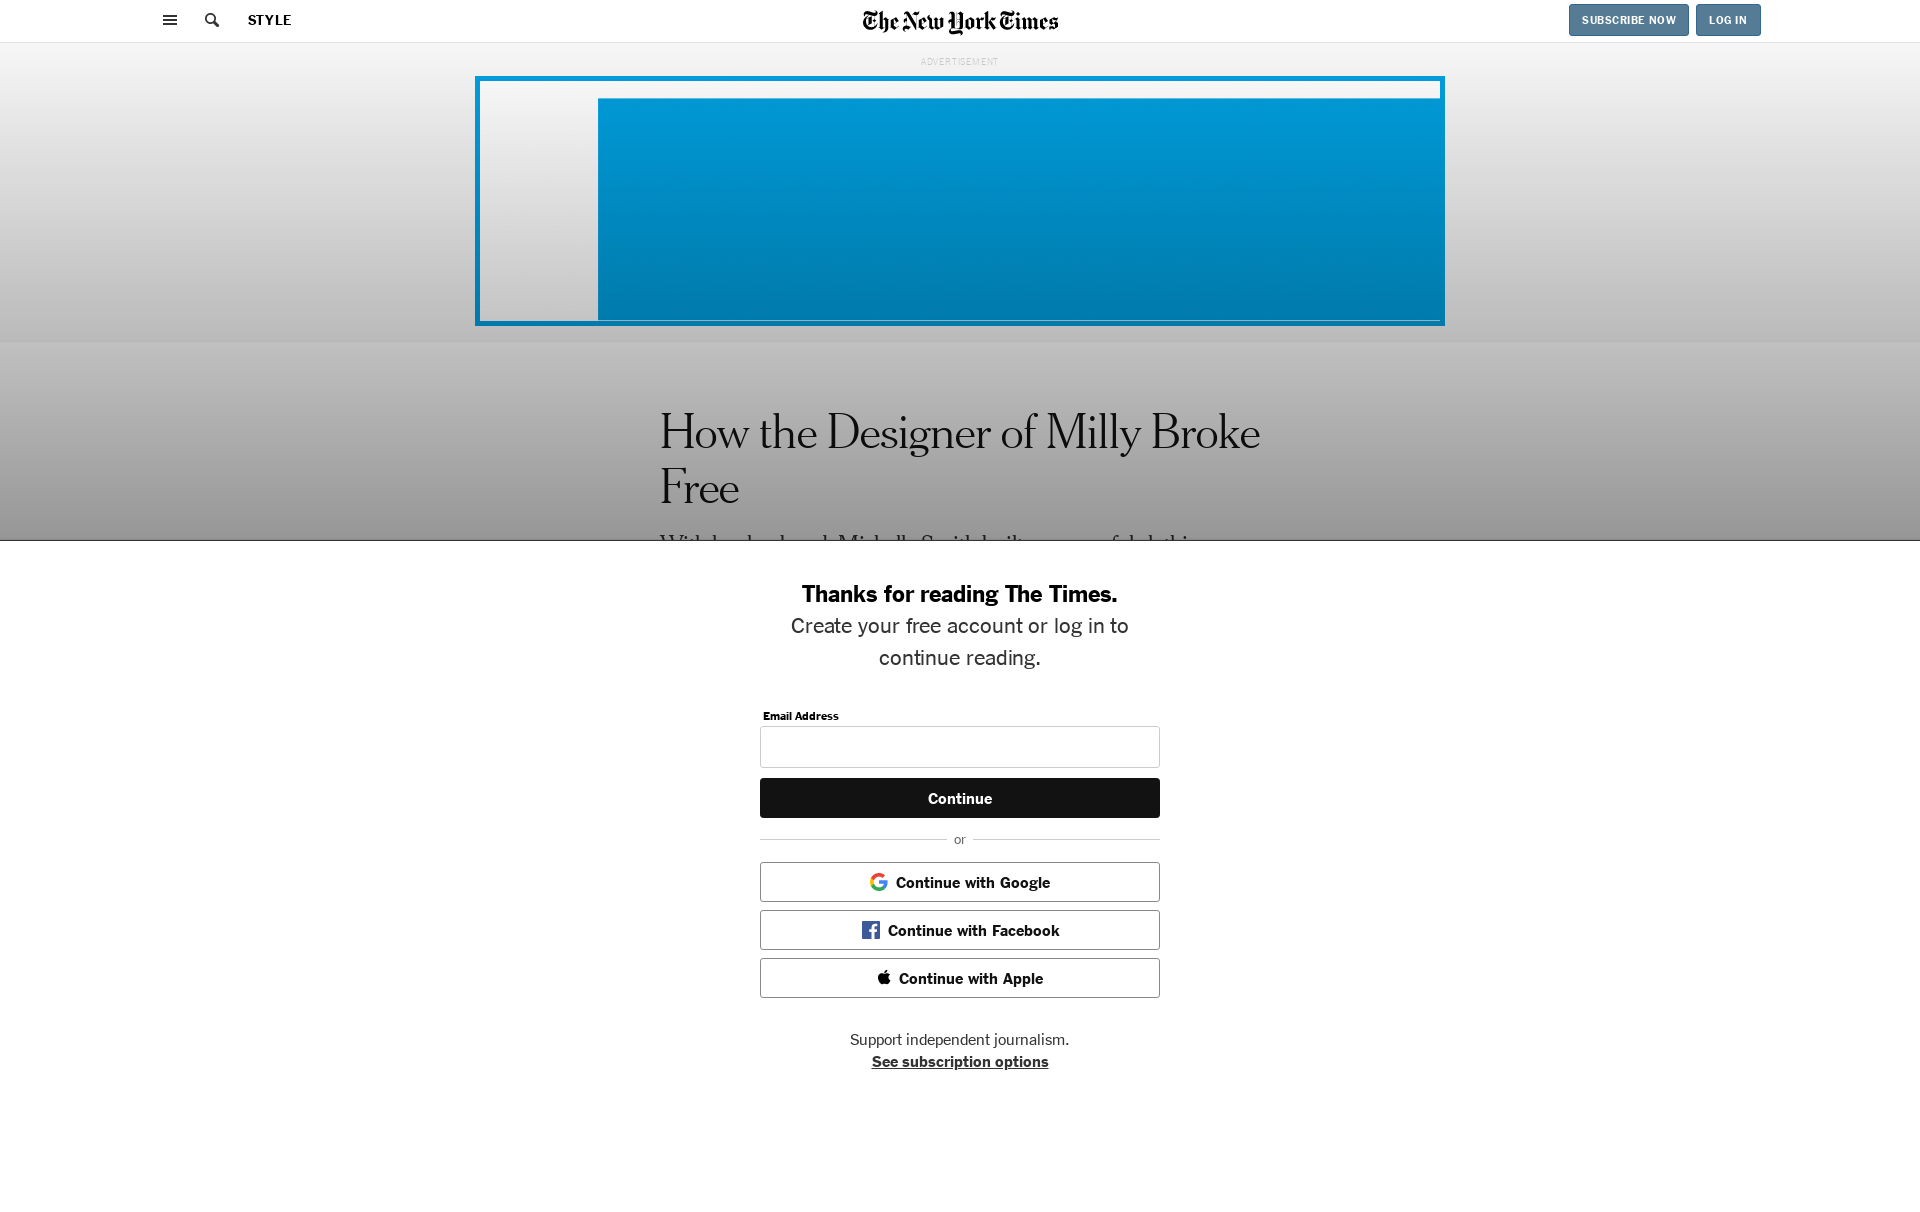 STYLE
The New York Times
SUBSCRIBE NOW
LOG IN
ADVERTISEMENT
How the Designer of Milly Broke
Free
Thanks for reading The Times.
Create your free account or log in to
continue reading.
Email Address
Continue
or
Continue with Google
Continue with Facebook
Continue with Apple
Support independent journalism.
See subscription options